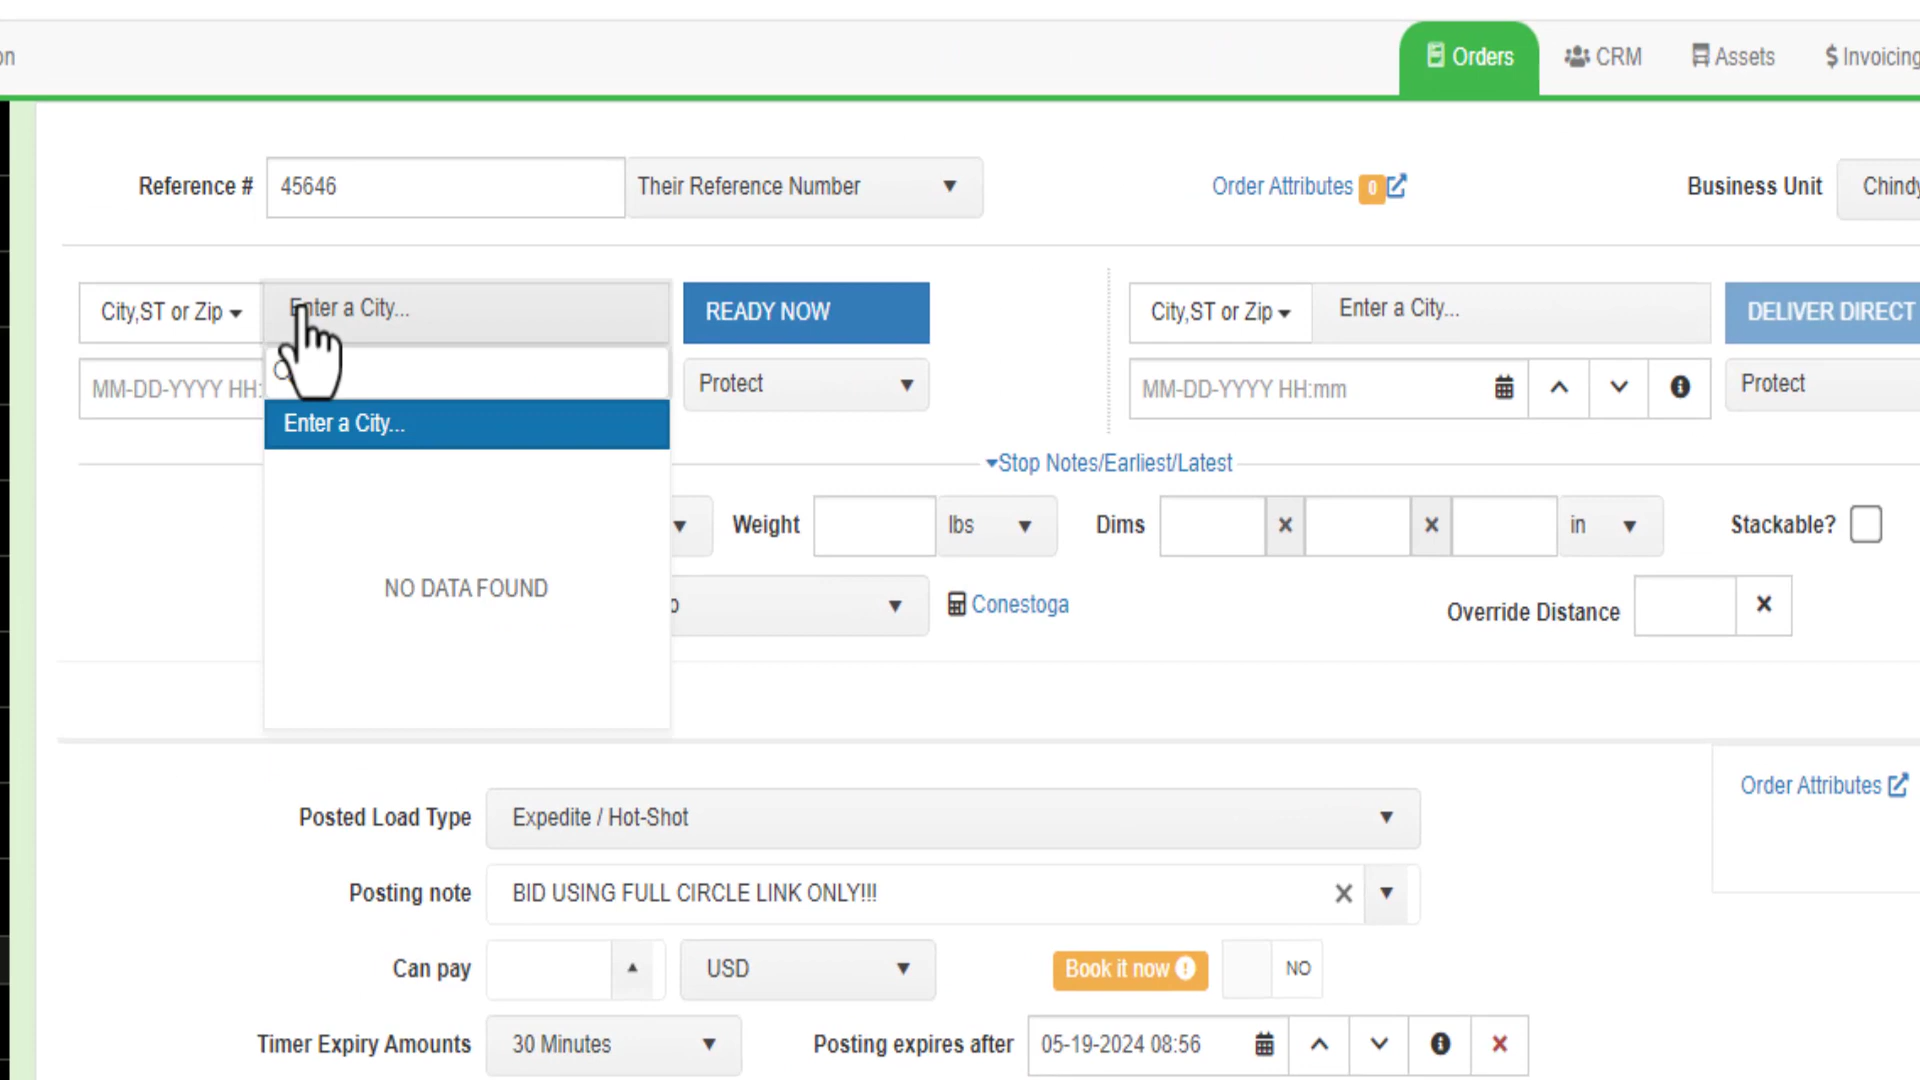 on
Orders
CRM
Assets
$ Invoicing
Reference # 45646 Their Reference Number
Order Attributes 0
Business Unit Chindy
City,ST or Zip Enter a City... READY NOW
City,ST or Zip Enter a City... DELIVER DIRECT
MM-DD-YYYY HH: Protect
MM-DD-YYYY HH:mm Protect
Enter a City...
Stop Notes/Earliest/Latest
Weight lbs Dims × × in Stackable?
NO DATA FOUND
Conestoga
Override Distance ×
Order Attributes
Posted Load Type Expedite / Hot-Shot
Posting note BID USING FULL CIRCLE LINK ONLY!!! ×
Can pay USD Book it now ! NO
Timer Expiry Amounts 30 Minutes Posting expires after 05-19-2024 08:56 ×